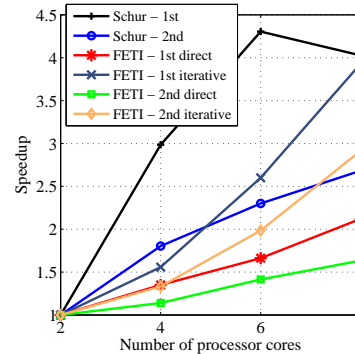 4.5
4
3.5
3
2.5
2
1.5
1
Speedup
Schur – 1st
Schur – 2nd
FETI – 1st direct
FETI – 1st iterative
FETI – 2nd direct
FETI – 2nd iterative
2
4
6
Number of processor cores